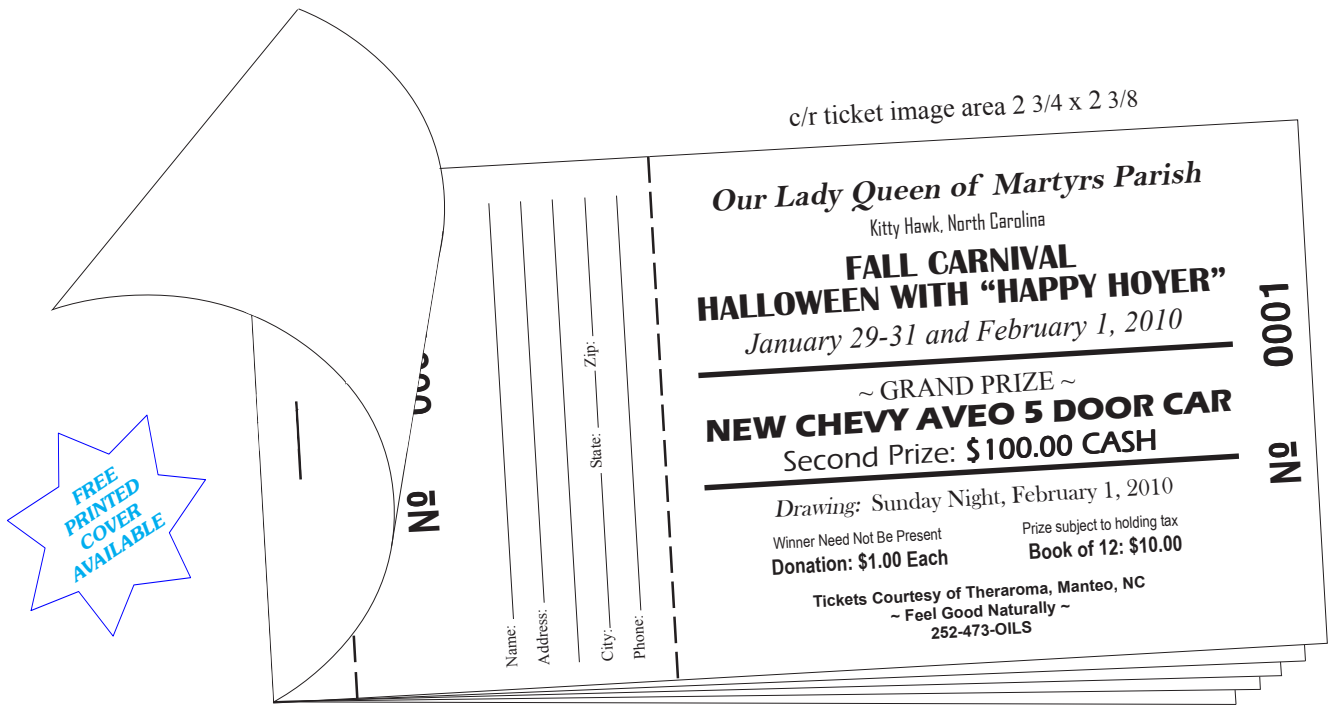 c/r ticket image area 2 3/4 x 2 3/8
Our Lady Queen of Martyrs Parish
Kitty Hawk, North Carolina
FALL CARNIVAL
HALLOWEEN WITH “HAPPY HOYER”
January 29-31 and February 1, 2010
~ GRAND PRIZE ~
NEW CHEVY AVEO 5 DOOR CAR
Second Prize: $100.00 CASH
Drawing: Sunday Night, February 1, 2010
Winner Need Not Be Present
Prize subject to holding tax
Donation: $1.00 Each
Book of 12: $10.00
Tickets Courtesy of Theraroma, Manteo, NC
~ Feel Good Naturally ~
252-473-OILS
Nº 0001
Name:
Address:
City: State: Zip:
Phone:
Nº
FREE
PRINTED
COVER
AVAILABLE